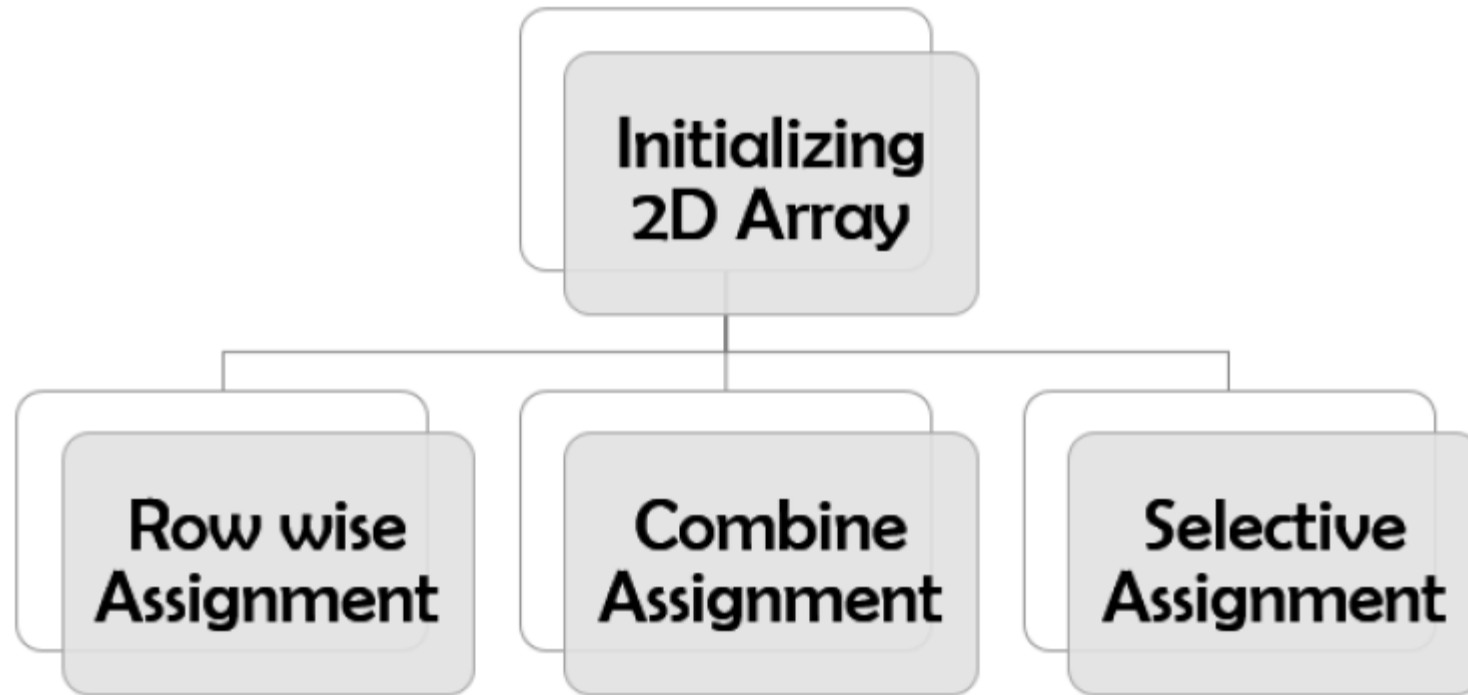 Initializing
2D Array
Row wise
Assignment
Combine
Assignment
Selective
Assignment